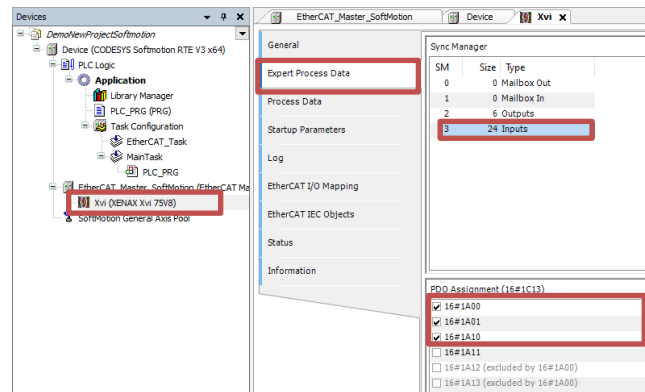 Devices
DemoNewProjectSoftmotion
Device (CODESYS Softmotion RTE V3 x64)
PLC Logic
Application
Library Manager
PLC_PRG (PRG)
Task Configuration
EtherCAT_Task
MainTask
PLC_PRG
EtherCAT_Master_SoftMotion (EtherCAT Ma
Xvi (XENAX Xvi 75V8)
SoftMotion General Axis Pool
EtherCAT_Master_SoftMotion
Device
Xvi
General
Expert Process Data
Process Data
Startup Parameters
Log
EtherCAT I/O Mapping
EtherCAT IEC Objects
Status
Information
Sync Manager
SM Size Type
0 0 Mailbox Out
1 0 Mailbox In
2 6 Outputs
3 24 Inputs
PDO Assignment (16#1C13)
16#1A00
16#1A01
16#1A10
16#1A11
16#1A12 (excluded by 16#1A00)
16#1A13 (excluded by 16#1A00)